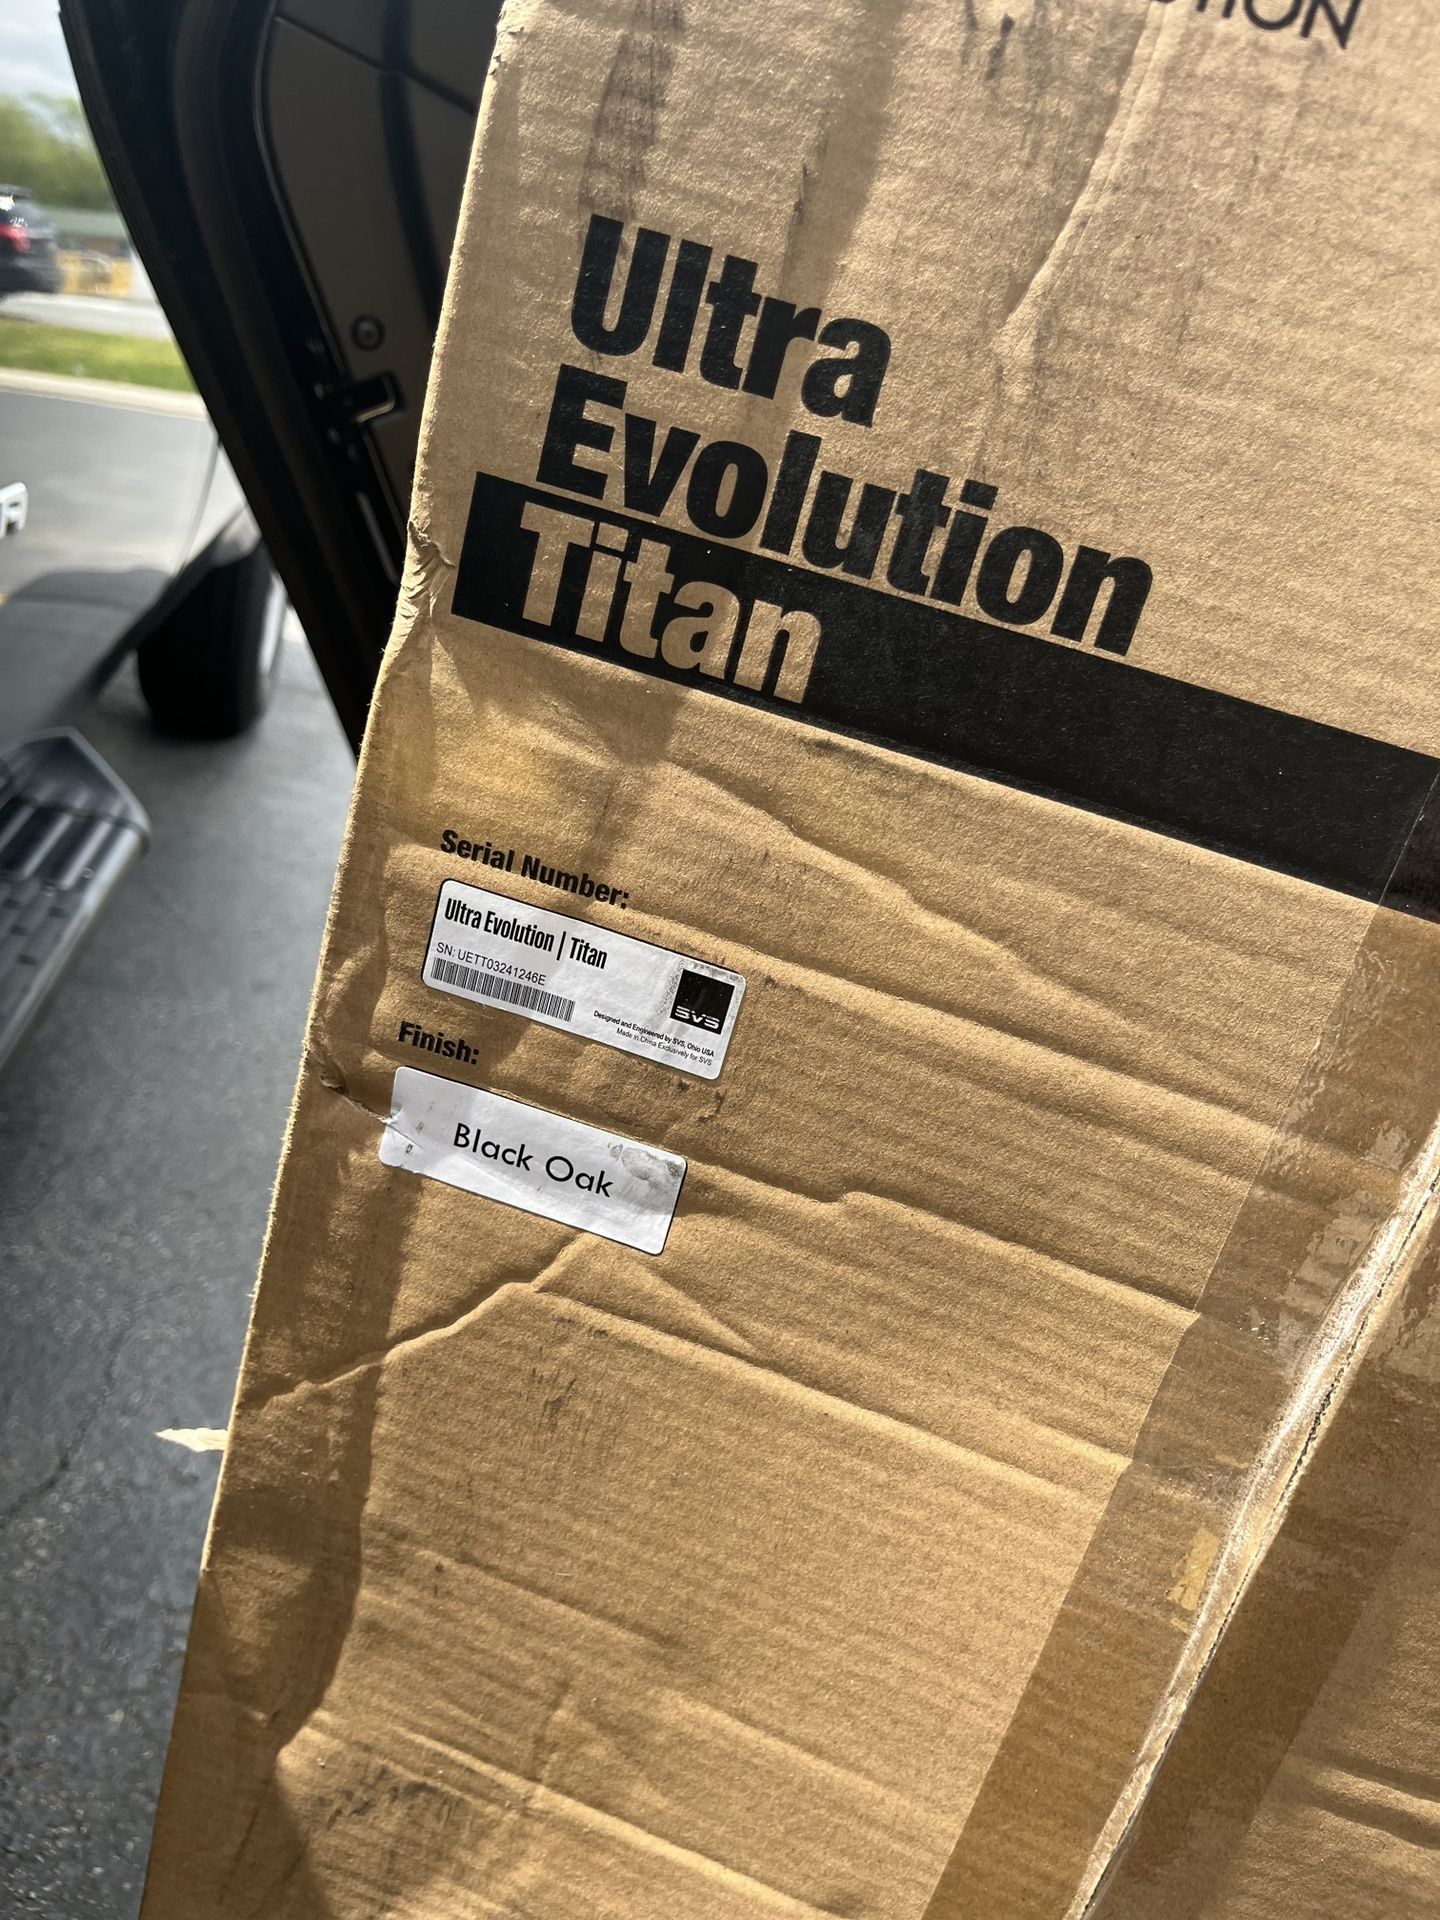 Ultra
Evolution
Titan
Serial Number:
Ultra Evolution | Titan
SN: UETT03241246E
SVS
Designed and Engineered by SVS, Ohio USA
Made in China Exclusively for SVS
Finish:
Black Oak